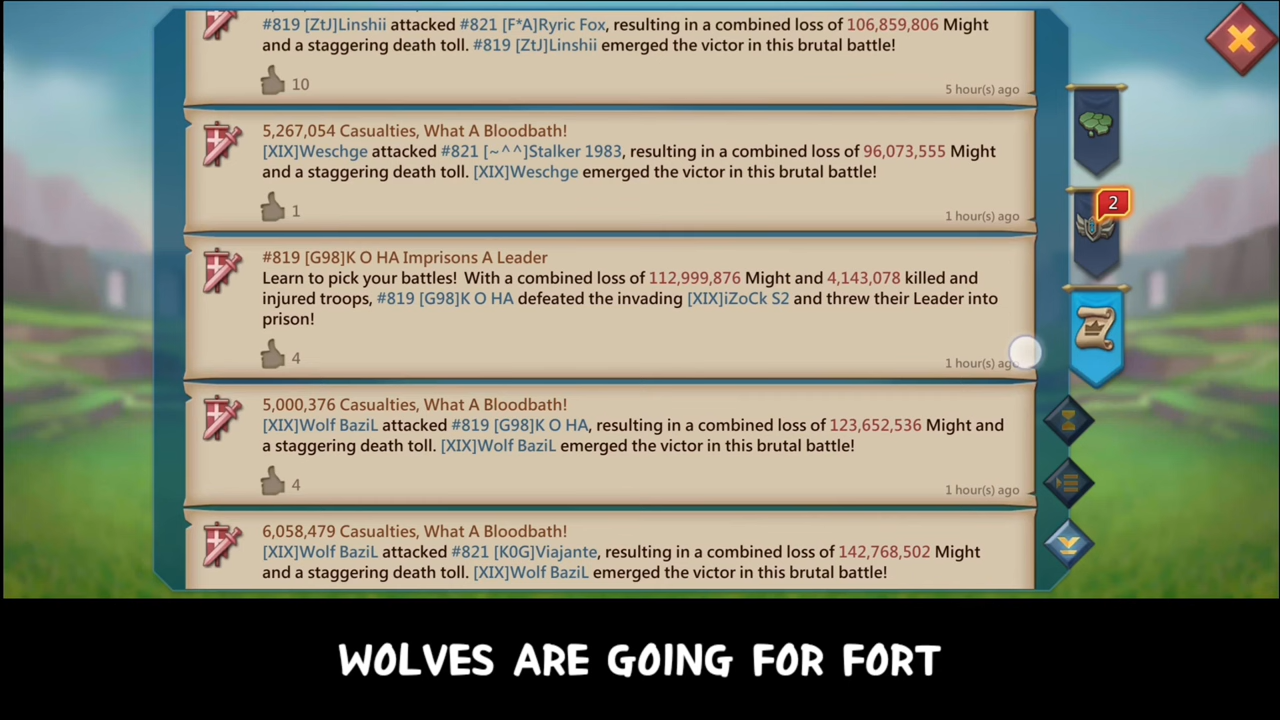 #819 [ZtJ]Linshii attacked #821 [F*A]Ryric Fox, resulting in a combined loss of 106,859,806 Might
and a staggering death toll. #819 [ZtJ]Linshii emerged the victor in this brutal battle!
10
5 hour(s) ago
5,267,054 Casualties, What A Bloodbath!
[XIX]Weschge attacked #821 [~^^]Stalker 1983, resulting in a combined loss of 96,073,555 Might
and a staggering death toll. [XIX]Weschge emerged the victor in this brutal battle!
1
1 hour(s) ago
2
#819 [G98]K O HA Imprisons A Leader
Learn to pick your battles! With a combined loss of 112,999,876 Might and 4,143,078 killed and
injured troops, #819 [G98]K O HA defeated the invading [XIX]iZoCk S2 and threw their Leader into
prison!
4
1 hour(s) ago
5,000,376 Casualties, What A Bloodbath!
[XIX]Wolf BaziL attacked #819 [G98]K O HA, resulting in a combined loss of 123,652,536 Might and
a staggering death toll. [XIX]Wolf BaziL emerged the victor in this brutal battle!
4
1 hour(s) ago
6,058,479 Casualties, What A Bloodbath!
[XIX]Wolf BaziL attacked #821 [K0G]Viajante, resulting in a combined loss of 142,768,502 Might
and a staggering death toll. [XIX]Wolf BaziL emerged the victor in this brutal battle!
WOLVES ARE GOING FOR FORT